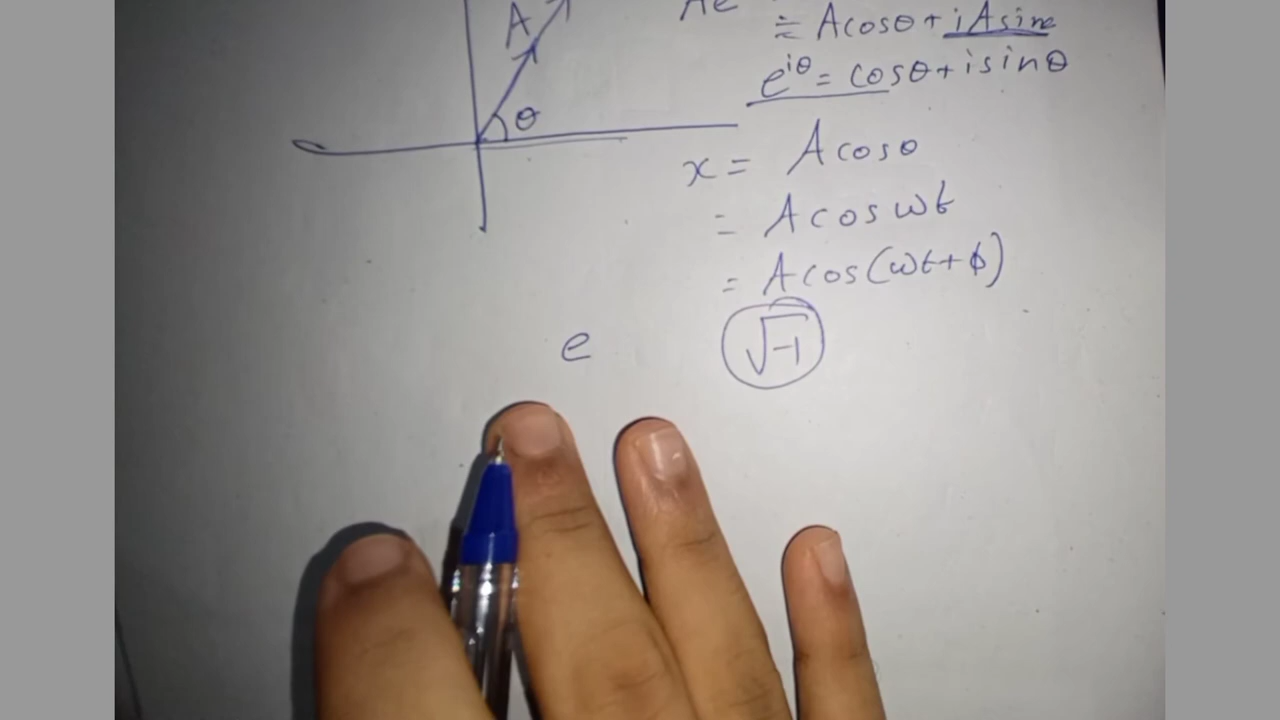 A
Ae
= Acosθ + iAsinθ
θ
e^iθ = cosθ + isinθ
x = Acosθ
= Acosωt
= Acos(ωt+ϕ)
e √-1